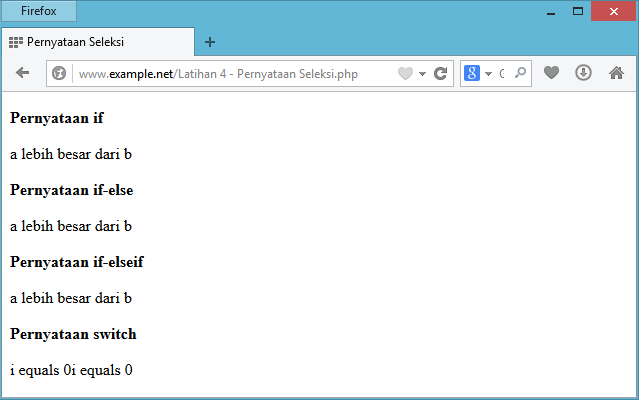 Firefox
Pernyataan Seleksi
www.example.net/Latihan 4 - Pernyataan Seleksi.php
Pernyataan if
a lebih besar dari b
Pernyataan if-else
a lebih besar dari b
Pernyataan if-elseif
a lebih besar dari b
Pernyataan switch
i equals 0i equals 0